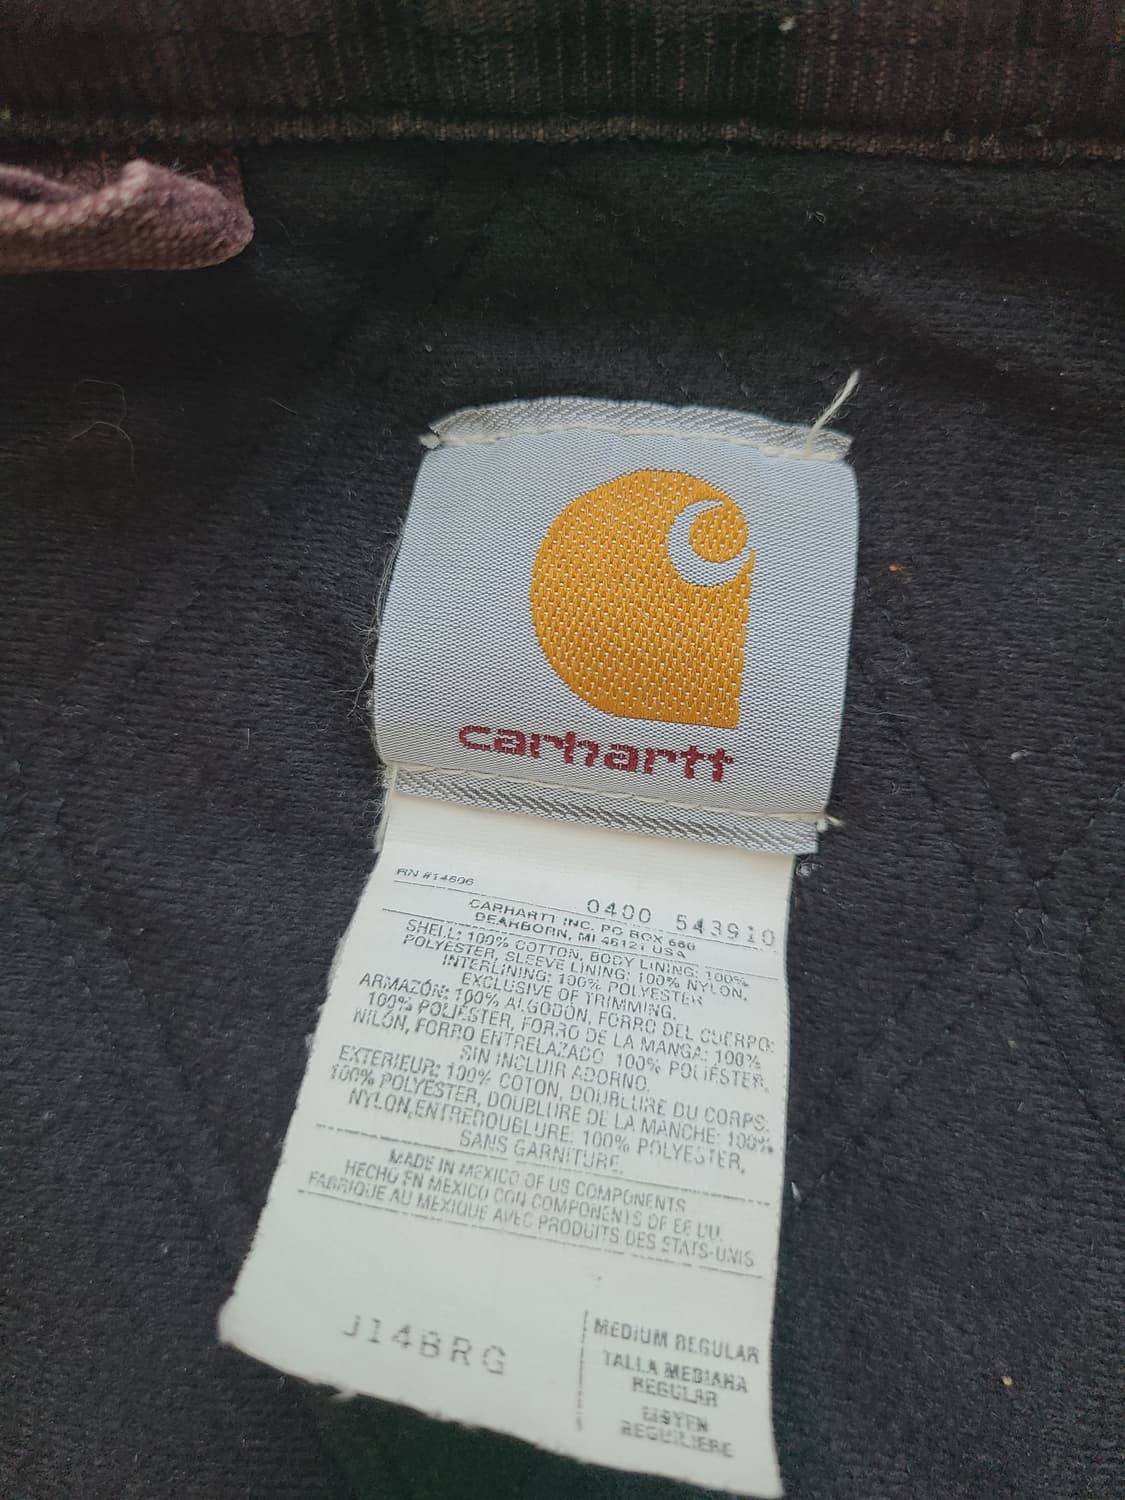 carhartt
RN #14806
0400 543910
CARHARTT INC. PO BOX 660
DEARBORN, MI 48121 USA
SHELL: 100% COTTON, BODY LINING: 100%
POLYESTER, SLEEVE LINING: 100% NYLON,
INTERLINING: 100% POLYESTER
EXCLUSIVE OF TRIMMING.
ARMAZÓN: 100% ALGODÓN, FORRO DEL CUERPO:
100% POLIÉSTER, FORRO DE LA MANGA: 100%
NILÓN, FORRO ENTRELAZADO 100% POLIÉSTER,
SIN INCLUIR ADORNO.
EXTERIEUR: 100% COTON, DOUBLURE DU CORPS:
100% POLYESTER, DOUBLURE DE LA MANCHE: 100%
NYLON, ENTREDOUBLURE, 100% POLYESTER,
SANS GARNITURE.
MADE IN MEXICO OF US COMPONENTS
HECHO EN MEXICO CON COMPONENTS DE EE UU.
FABRIQUE AU MEXIQUE AVEC PRODUITS DES ETATS-UNIS
J14BRG
MEDIUM REGULAR
TALLA MEDIANA
REGULAR
REGULIERE